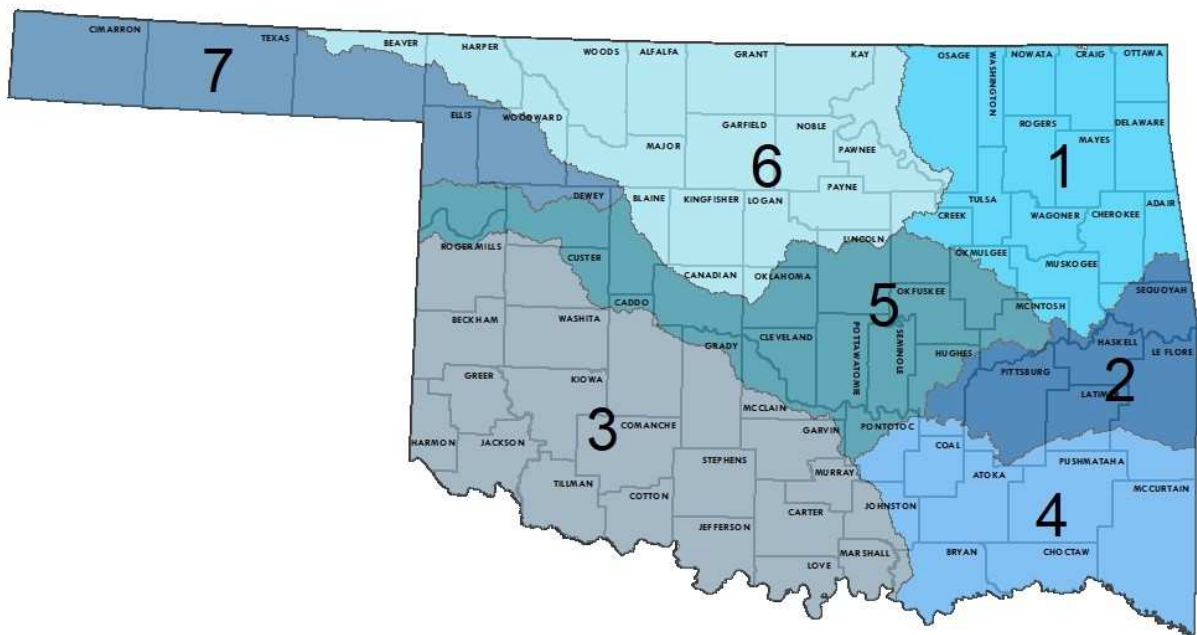 CIMARRON
TEXAS
BEAVER
HARPER
WOODS
ALFALFA
GRANT
KAY
OSAGE
WASHINGTON
NOWATA
CRAIG
OTTAWA
7
ELLIS
WOODWARD
MAJOR
GARFIELD
NOBLE
PAWNEE
6
ROGERS
MAYES
DELAWARE
1
DEWEY
BLAINE
KINGFISHER
LOGAN
PAYNE
LINCOLN
CREEK
TULSA
WAGONER
CHEROKEE
ADAIR
ROGER MILLS
CUSTER
CANADIAN
OKLAHOMA
OKMULGEE
MUSKOGEE
OKFUSKEE
5
MCINTOSH
SEQUOYAH
BECKHAM
WASHITA
CADDO
GRADY
CLEVELAND
POTTAWATOMIE
SEMINOLE
HUGHES
PITTSBURG
HASKELL
LE FLORE
2
GREER
KIOWA
3
COMANCHE
MCCLAIN
GARVIN
PONTOTOC
HARMON
JACKSON
STEPHENS
MURRAY
COAL
ATOKA
PUSHMATAHA
MCCURTAIN
TILLMAN
COTTON
CARTER
JOHNSTON
4
JEFFERSON
LOVE
MARSHALL
BRYAN
CHOCTAW